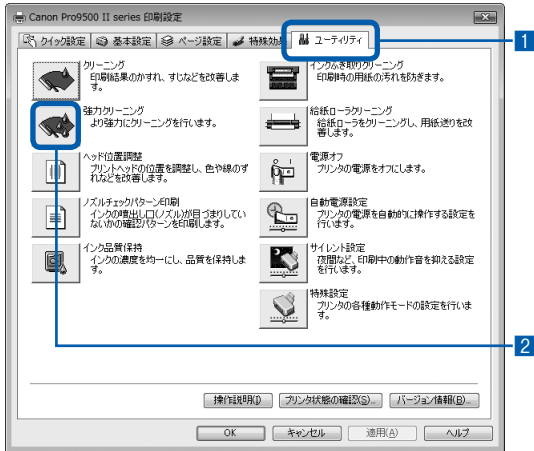 Canon Pro9500 II series 印刷設定
クイック設定 基本設定 ページ設定 特殊効果 ユーティリティ
1
クリーニング
印刷結果のかすれ、すじなどを改善しま
す。
強力クリーニング
より強力にクリーニングを行います。
ヘッド位置調整
プリントヘッドの位置を調整し、色や線のず
れなどを改善します。
ノズルチェックパターン印刷
インクの噴出し口(ノズル)が目づまりしてい
ないかの確認パターンを印刷します。
インク品質保持
インクの濃度を均一にし、品質を保持しま
す。
インクふき取りクリーニング
印刷時の用紙の汚れを防ぎます。
給紙ローラクリーニング
給紙ローラをクリーニングし、用紙送りを改
善します。
電源オフ
プリンタの電源をオフにします。
自動電源設定
プリンタの電源を自動的に操作する設定を
行います。
サイレント設定
夜間など、印刷中の動作音を抑える設定
を行います。
特殊設定
プリンタの各種動作モードの設定を行いま
す。
2
操作説明(I) プリンタ状態の確認(S)... バージョン情報(B)...
OK キャンセル 適用(A) ヘルプ